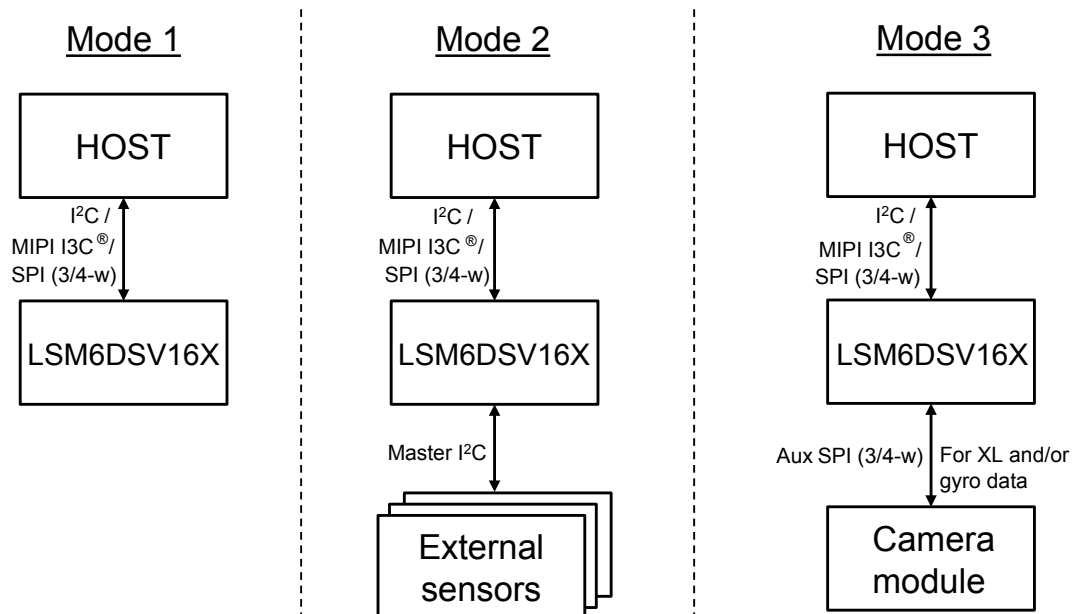 Mode 1
HOST
I²C /
MIPI I3C®/
SPI (3/4-w)
LSM6DSV16X
Mode 2
HOST
I²C /
MIPI I3C®/
SPI (3/4-w)
LSM6DSV16X
Master I²C
External
sensors
Mode 3
HOST
I²C /
MIPI I3C®/
SPI (3/4-w)
LSM6DSV16X
Aux SPI (3/4-w)
For XL and/or
gyro data
Camera
module